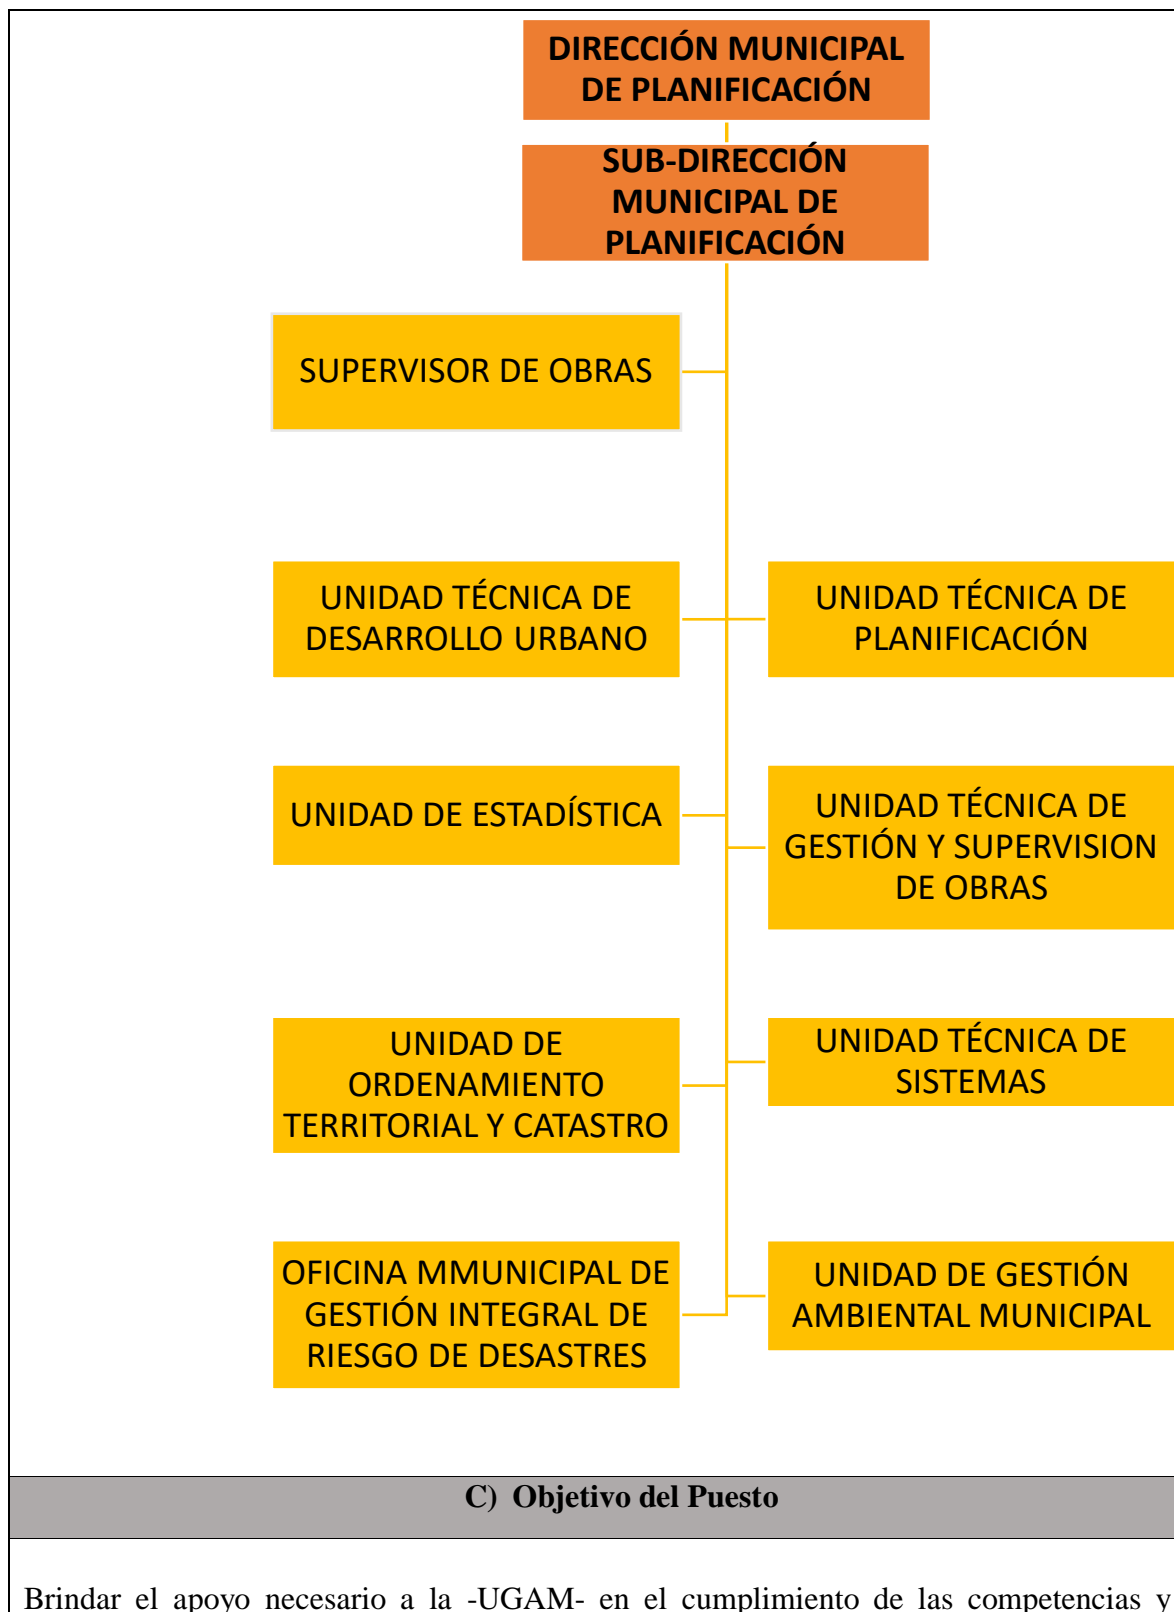 DIRECCIÓN MUNICIPAL
DE PLANIFICACIÓN
SUB-DIRECCIÓN
MUNICIPAL DE
PLANIFICACIÓN
SUPERVISOR DE OBRAS
UNIDAD TÉCNICA DE
DESARROLLO URBANO
UNIDAD TÉCNICA DE
PLANIFICACIÓN
UNIDAD DE ESTADÍSTICA
UNIDAD TÉCNICA DE
GESTIÓN Y SUPERVISION
DE OBRAS
UNIDAD DE
ORDENAMIENTO
TERRITORIAL Y CATASTRO
UNIDAD TÉCNICA DE
SISTEMAS
OFICINA MMUNICIPAL DE
GESTIÓN INTEGRAL DE
RIESGO DE DESASTRES
UNIDAD DE GESTIÓN
AMBIENTAL MUNICIPAL
C) Objetivo del Puesto
Brindar el apoyo necesario a la -UGAM- en el cumplimiento de las competencias y